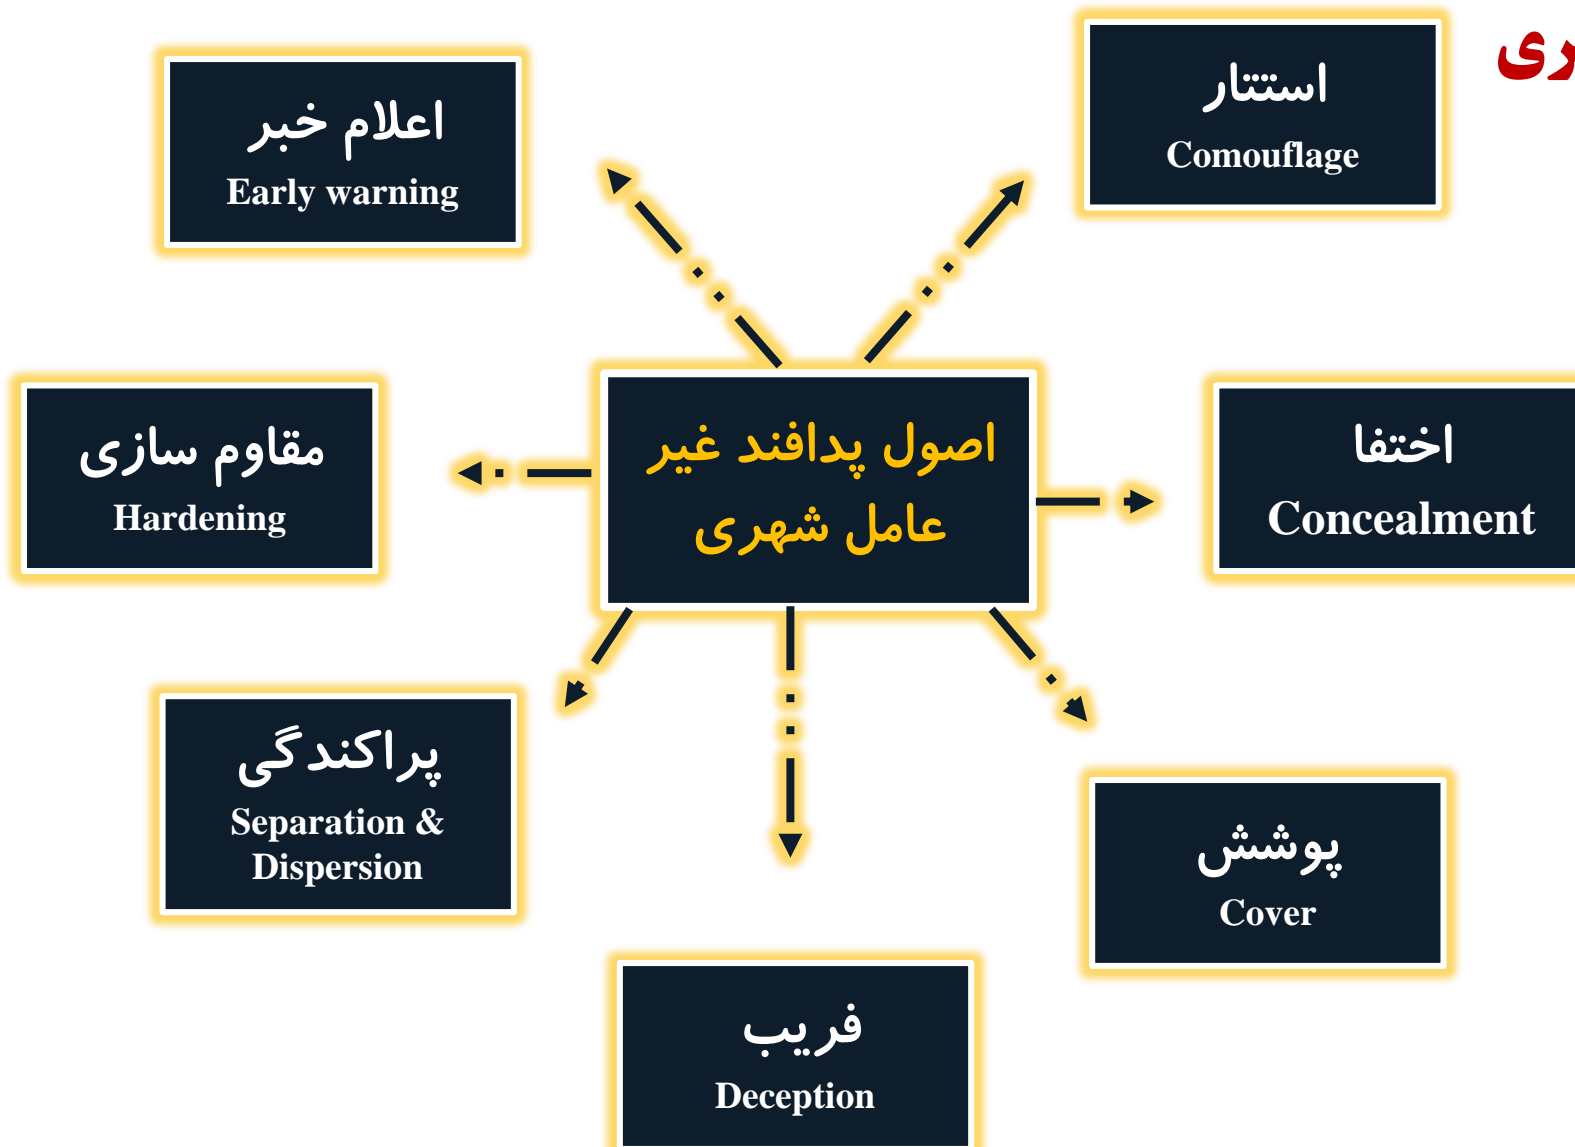 استتار
Comouflage
اعلام خبر
Early warning
اصول پدافند غیر
عامل شهری
اختفا
Concealment
مقاوم سازی
Hardening
پراکندگی
Separation &
Dispersion
پوشش
Cover
فریب
Deception